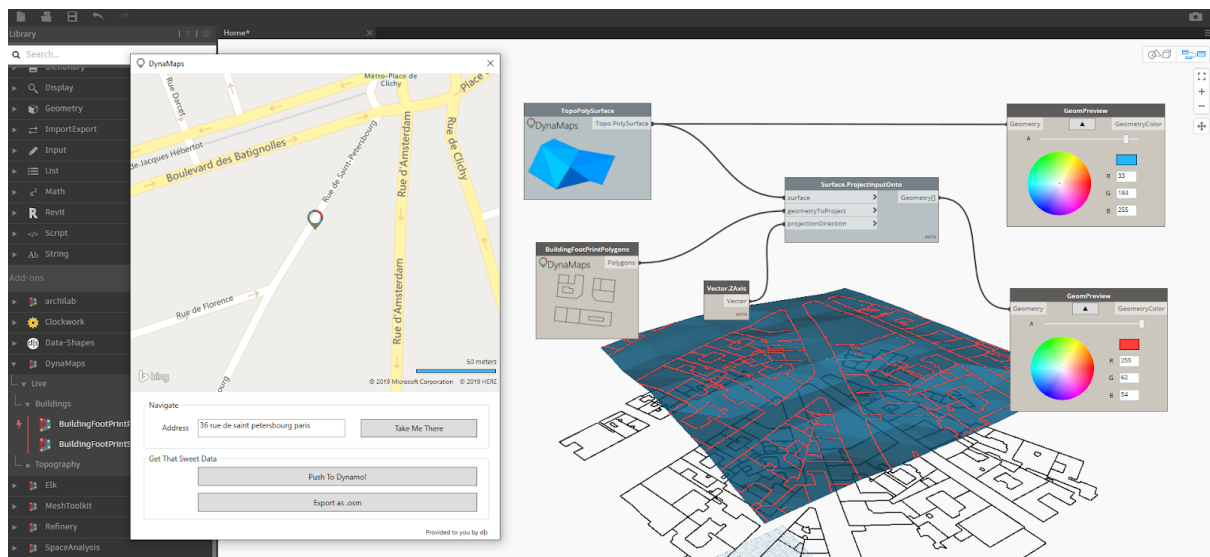 Library
Home*
Search...
Dictionary
Display
Geometry
ImportExport
Input
List
Math
Revit
Script
String
Add-ons
archilab
Clockwork
Data-Shapes
DynaMaps
Live
Buildings
BuildingFootPrintP
BuildingFootPrintS
Topography
Elk
MeshToolkit
Refinery
SpaceAnalysis
DynaMaps
Métro-Place de
Clichy
Place
Rue Darcet
de Jacques Hébertot
Boulevard des Batignolles
Rue de Saint-Petersbourg
Rue d'Amsterdam
Rue de Clichy
Rue de Florence
Rue d'Amsterdam
ourg
50 meters
bing
© 2019 Microsoft Corporation © 2019 HERE
Navigate
Address
36 rue de saint petersbourg paris
Take Me There
Get That Sweet Data
Push To Dynamo!
Export as .osm
Provided to you by d|s
TopoPolySurface
DynaMaps
Topo PolySurface
BuildingFootPrintPolygons
DynaMaps
Polygons
Vector.ZAxis
Vector
AUTO
Surface.ProjectInputOnto
surface
geometryToProject
projectionDirection
Geometry[]
AUTO
GeomPreview
Geometry
GeometryColor
A
R 33
G 184
B 255
GeomPreview
Geometry
GeometryColor
A
R 255
G 62
B 54